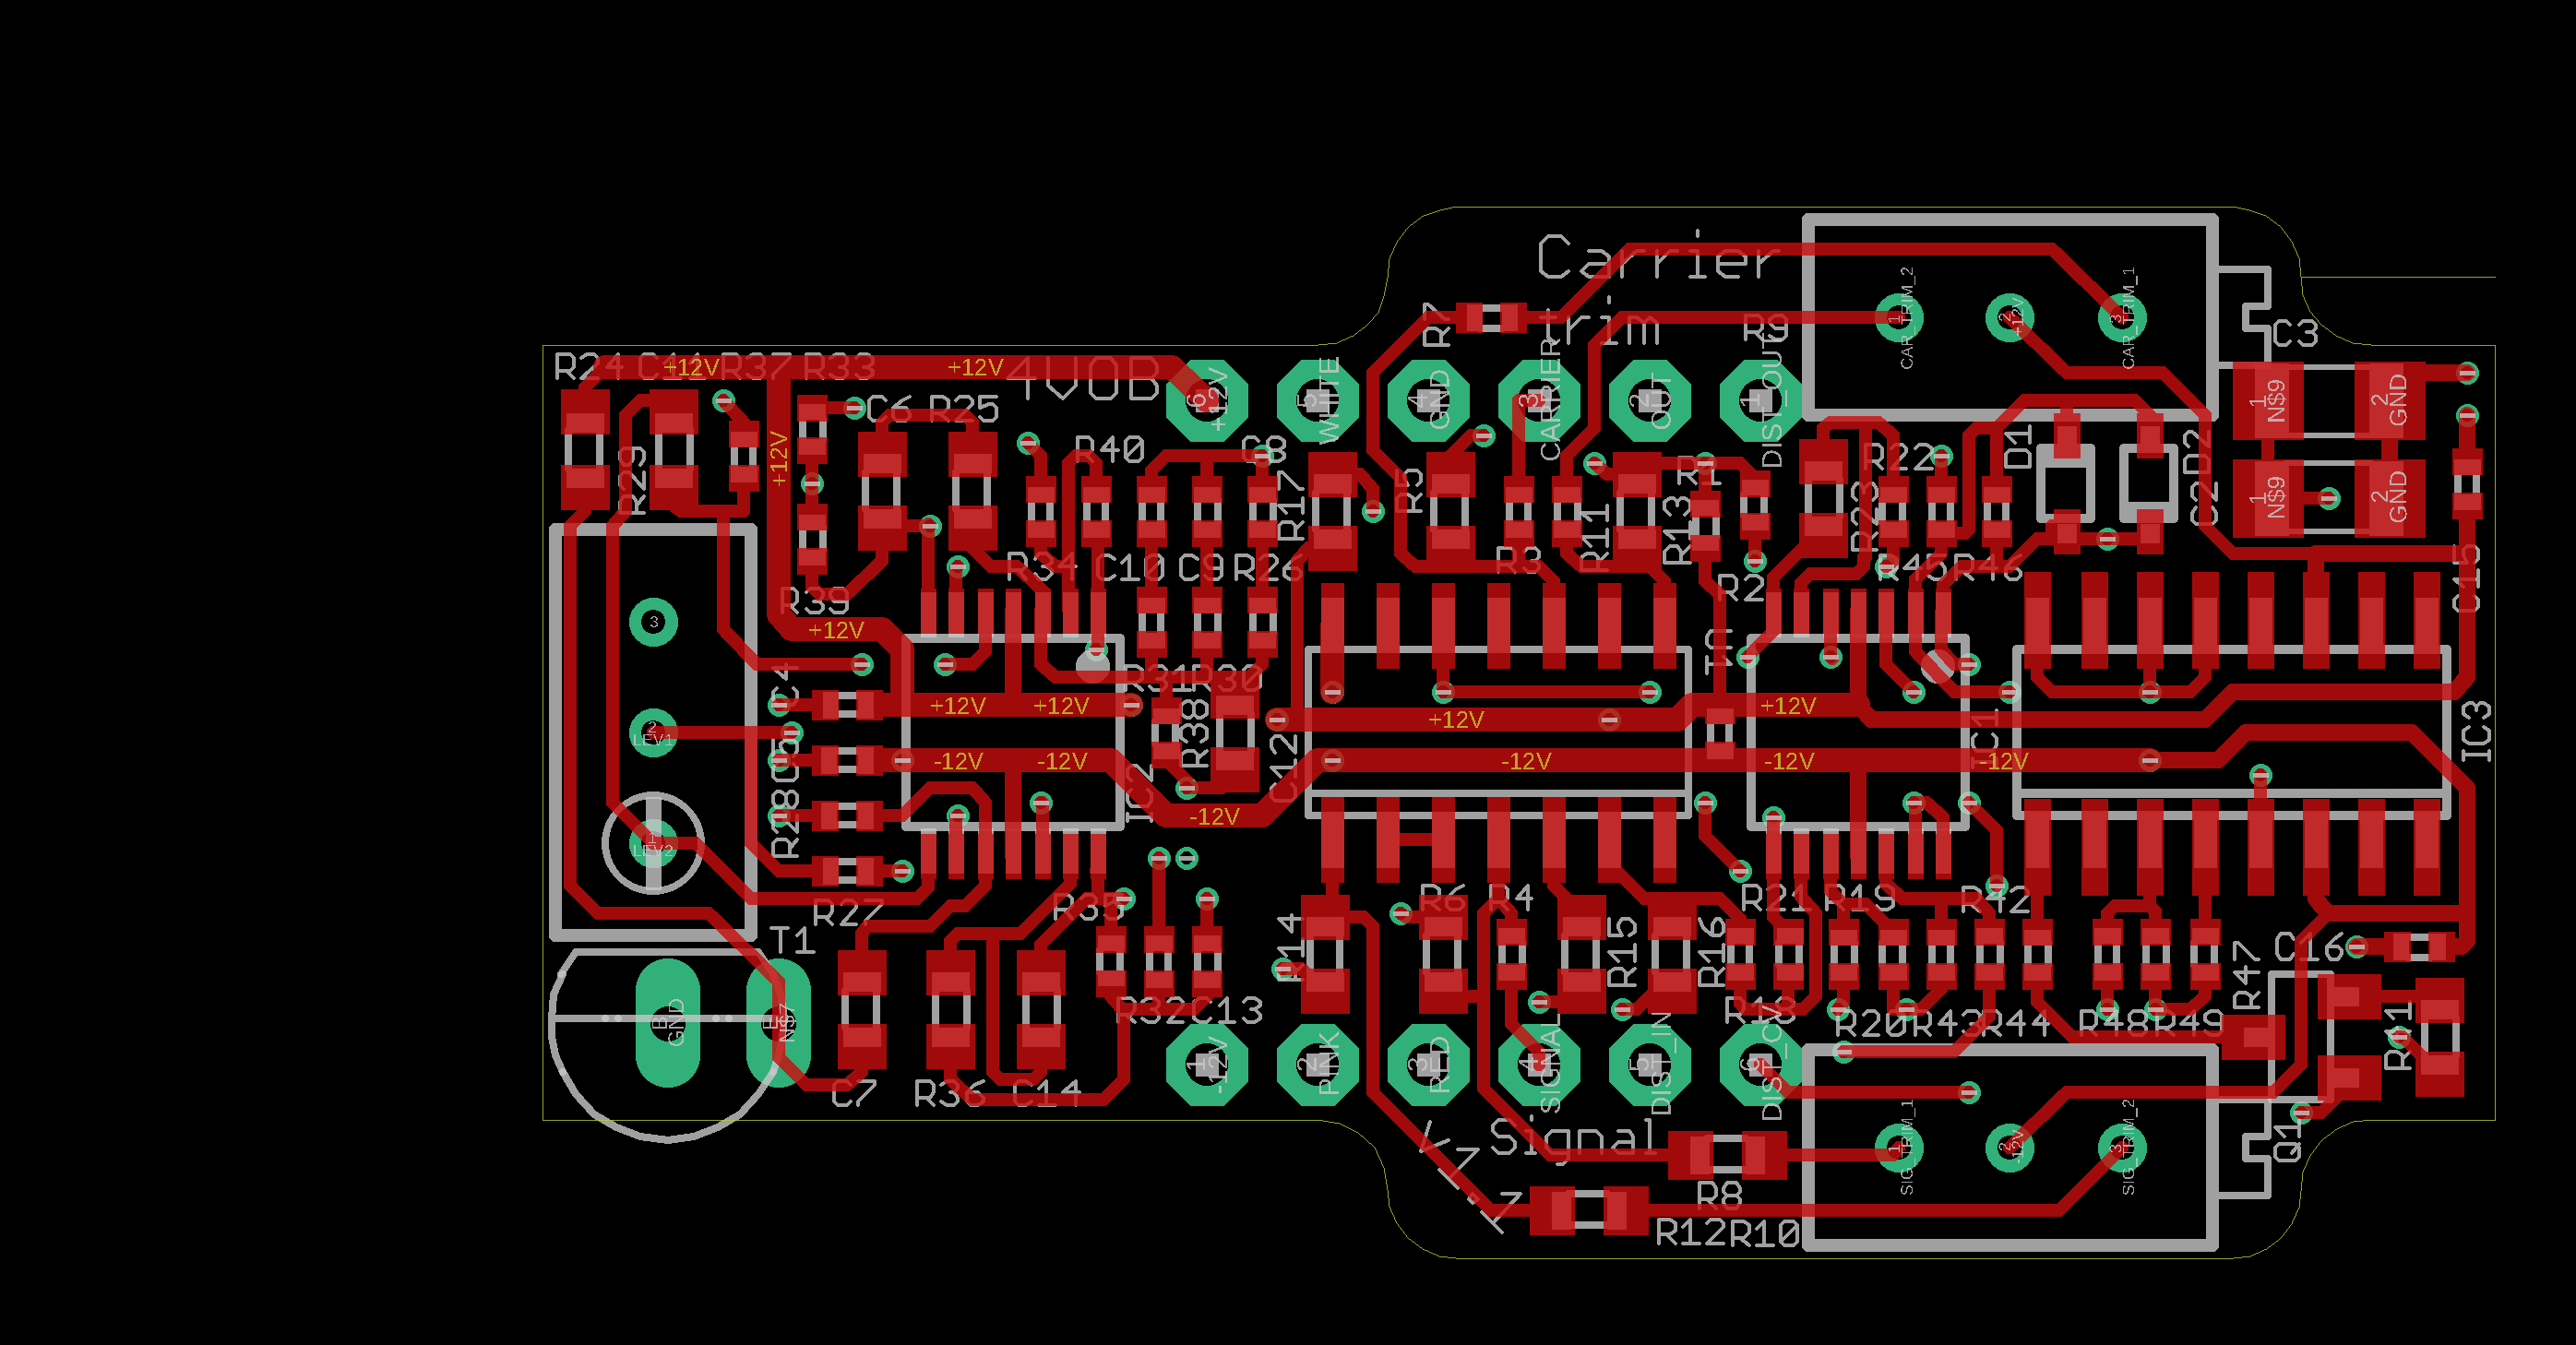 Carrier
trim
R7
R9
CAR_TRIM_2
+12V
CAR_TRIM_1
1
2
3
C3
R24 C11 R37 R33
+12V
+12V
4VOB
6 +12V
5 WHITE
4 GND
3 CARRIER
2 OUT
1 DIST_OUT
C6 R25
+12V
R29
R40
C8
R17
R5
R3
R11
R13
R1
R2
R22
R23
R45
R46
D1
D2
C2
1 N$9
2 GND
1 N$9
2 GND
C15
R34 C10 C9 R26
R39
+12V
3
2
LEV1
1
LEV2
C4
C5
R28
R27
+12V
+12V
-12V
-12V
IC2
R31
R30
R38
C12
-12V
+12V
-12V
+12V
-12V
-12V
IC1
IC3
T1
B GND
E N$7
R35
R32
C13
C7
R36
C14
R14
R6
R4
R15
R16
R18
R21
R19
R42
R20
R43
R44
R48
R49
R47
C16
R41
Q1
1 -12V
2 PINK
3 RED
4 SIGNAL
5 DIST_IN
6 DIST_CV
Signal
V1.1
R8
R12
R10
SIG_TRIM_1
-12V
SIG_TRIM_2
1
2
3